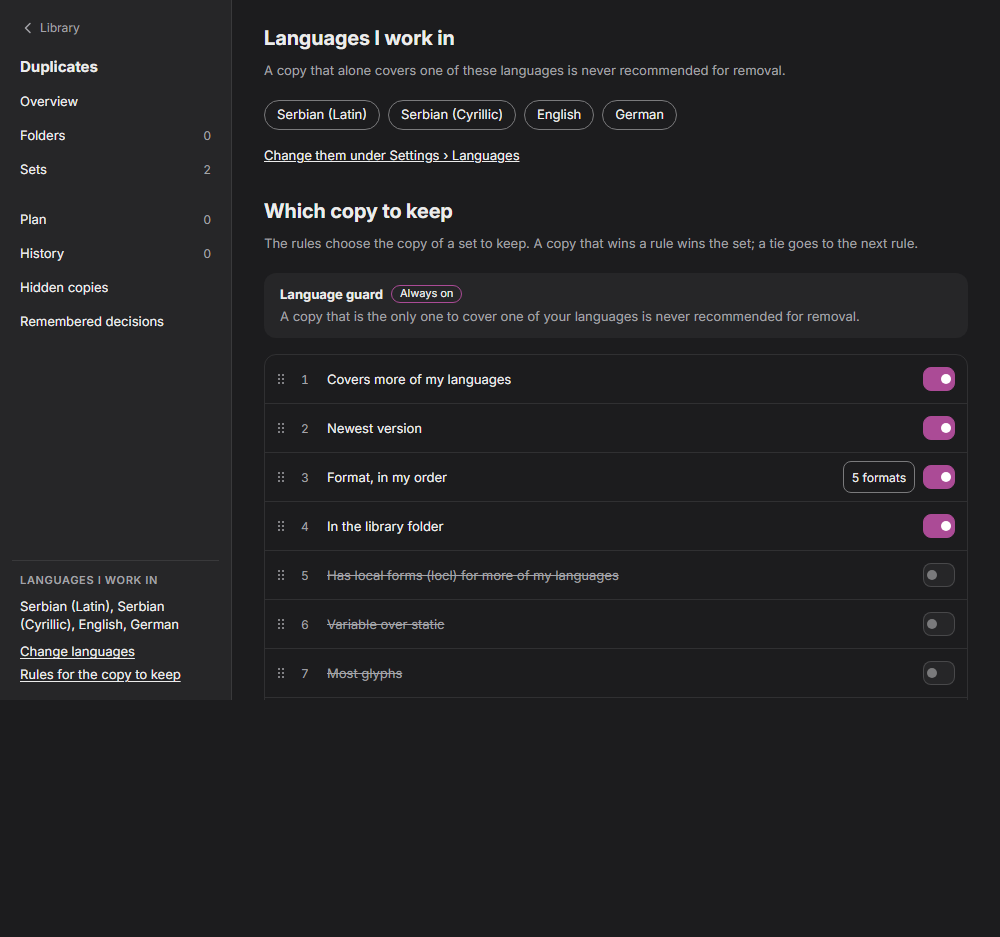 Library
Duplicates
Overview
Folders 0
Sets 2
Plan 0
History 0
Hidden copies
Remembered decisions
LANGUAGES I WORK IN
Serbian (Latin), Serbian
(Cyrillic), English, German
Change languages
Rules for the copy to keep
Languages I work in
A copy that alone covers one of these languages is never recommended for removal.
Serbian (Latin) Serbian (Cyrillic) English German
Change them under Settings › Languages
Which copy to keep
The rules choose the copy of a set to keep. A copy that wins a rule wins the set; a tie goes to the next rule.
Language guard Always on
A copy that is the only one to cover one of your languages is never recommended for removal.
1 Covers more of my languages
2 Newest version
3 Format, in my order 5 formats
4 In the library folder
5 Has local forms (locl) for more of my languages
6 Variable over static
7 Most glyphs